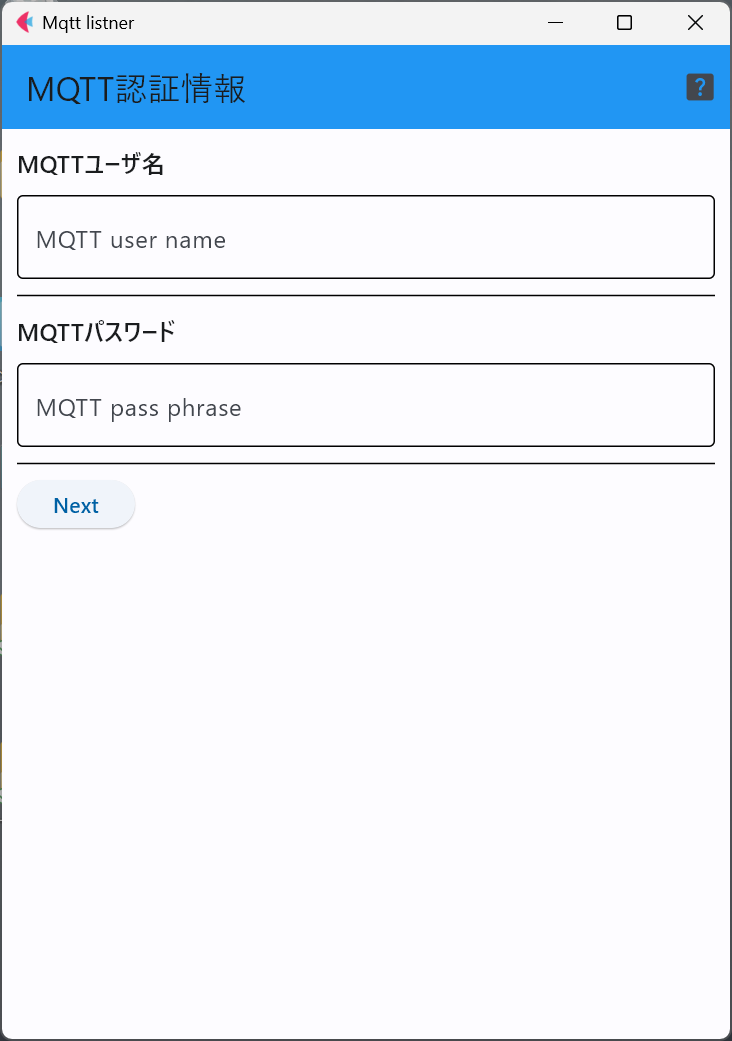 Mqtt listner
MQTT認証情報
?
MQTTユーザ名
MQTT user name
MQTTパスワード
MQTT pass phrase
Next